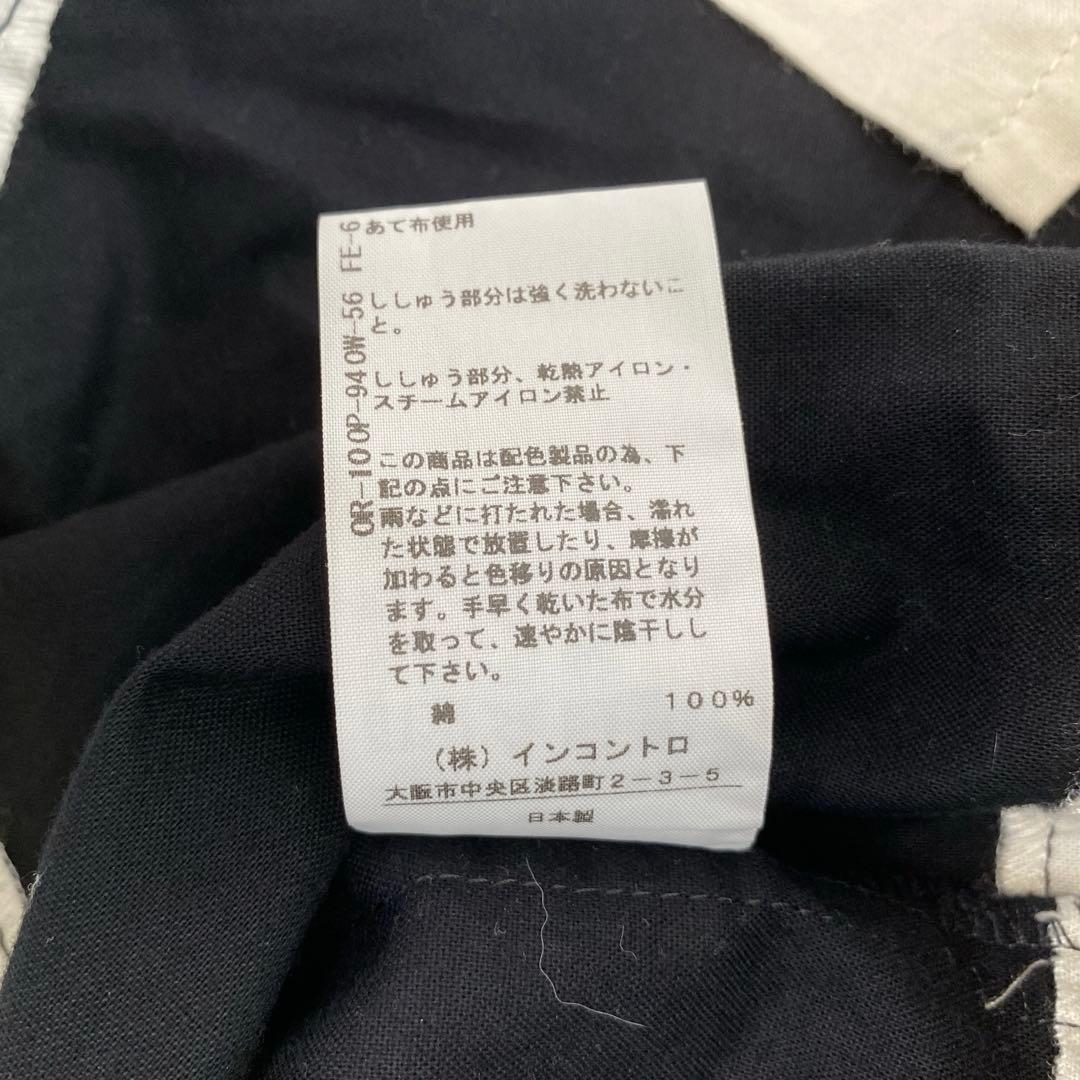 あて布使用
ししゅう部分は強く洗わないこ
と。
ししゅう部分、乾熱アイロン・
スチームアイロン禁止
この商品は配色製品の為、下
記の点にご注意下さい。
雨などに打たれた場合、濡れ
た状態で放置したり、摩擦が
加わると色移りの原因となり
ます。手早く乾いた布で水分
を取って、速やかに陰干しし
て下さい。
綿 100%
(株)インコントロ
大阪市中央区淡路町2-3-5
日本製
FE-6